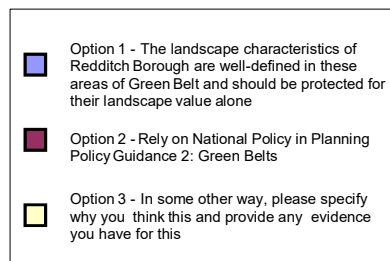 Option 1 - The landscape characteristics of
Redditch Borough are well-defined in these
areas of Green Belt and should be protected for
their landscape value alone
Option 2 - Rely on National Policy in Planning
Policy Guidance 2: Green Belts
Option 3 - In some other way, please specify
why you think this and provide any evidence
you have for this